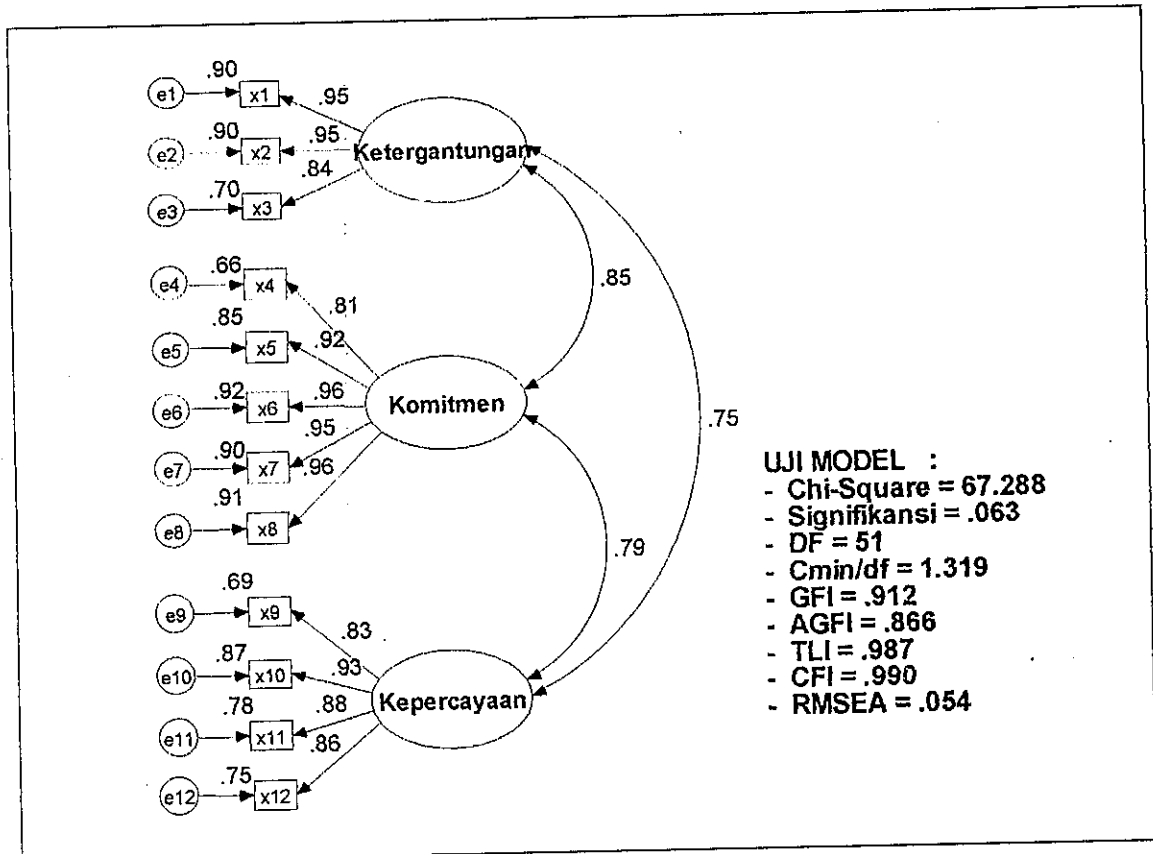 .90
e1 x1 .95
.90
e2 x2 .95 Ketergantungan
.84
.70
e3 x3
.66
e4 x4 .81
.85
.85
e5 x5 .92
.92
e6 x6 .96 Komitmen
.75
.95
.90
e7 x7 .96
.91
e8 x8
.79
.69
e9 x9 .83
.87
e10 x10 .93
Kepercayaan
.78
e11 x11 .88
.86
.75
e12 x12
UJI MODEL :
- Chi-Square = 67.288
- Signifikansi = .063
- DF = 51
- Cmin/df = 1.319
- GFI = .912
- AGFI = .866
- TLI = .987
- CFI = .990
- RMSEA = .054